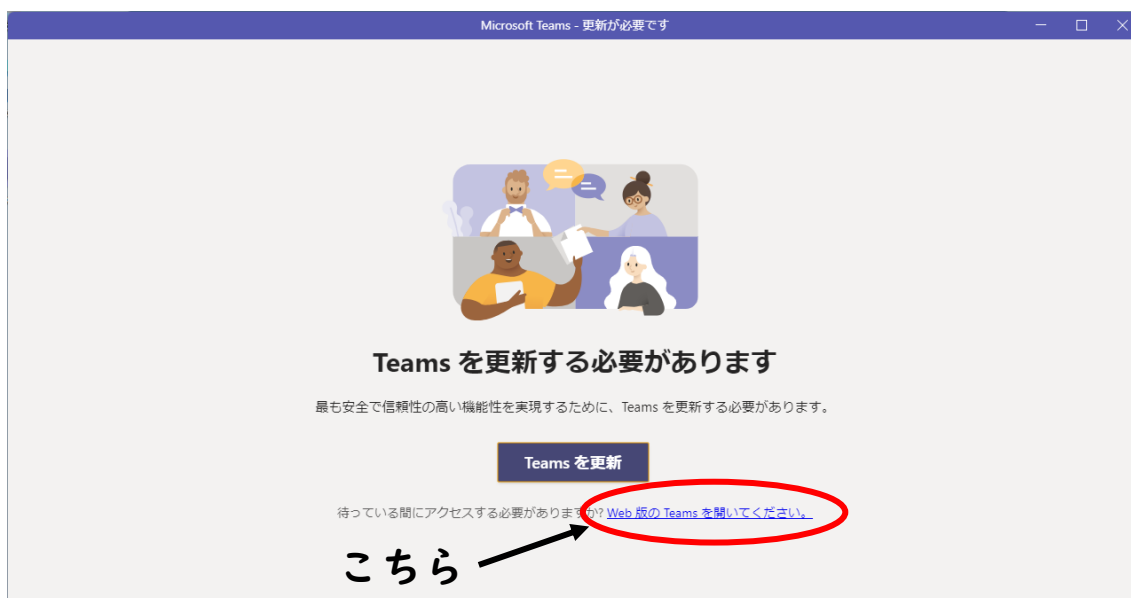 Microsoft Teams - 更新が必要です
Teams を更新する必要があります
最も安全で信頼性の高い機能性を実現するために、Teams を更新する必要があります。
Teams を更新
待っている間にアクセスする必要がありますか? Web 版の Teams を開いてください。
こちら